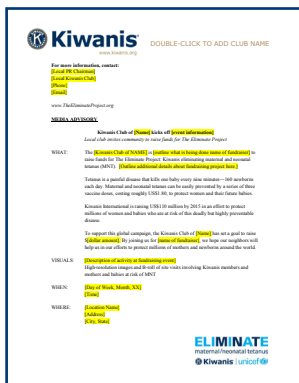 Kiwanis®
www.kiwanis.org
DOUBLE-CLICK TO ADD CLUB NAME
For more information, contact:
[Local PR Chairman]
[Local Kiwanis Club]
[Phone]
[Email]
www.TheEliminateProject.org
MEDIA ADVISORY
Kiwanis Club of [Name] kicks off [event information]
Local club invites community to raise funds for The Eliminate Project
WHAT: The [Kiwanis Club of NAME] is [outline what is being done name of fundraiser] to
raise funds for The Eliminate Project: Kiwanis eliminating maternal and neonatal
tetanus (MNT). [Outline additional details about fundraising project here.]
Tetanus is a painful disease that kills one baby every nine minutes—160 newborns
each day. Maternal and neonatal tetanus can be easily prevented by a series of three
vaccine doses, costing roughly US$1.80, to protect women and their future babies.
Kiwanis International is raising US$110 million by 2015 in an effort to protect
millions of women and babies who are at risk of this deadly but highly preventable
disease.
To support this global campaign, the Kiwanis Club of [Name] has set a goal to raise
$[dollar amount]. By joining us for [name of fundraiser], we hope our neighbors will
help us in our efforts to protect millions of mothers and newborns around the world.
VISUALS: [Description of activity at fundraising event]
High-resolution images and B-roll of site visits involving Kiwanis members and
mothers and babies at risk of MNT
WHEN: [Day of Week, Month, XX]
[Time]
WHERE: [Location Name]
[Address]
[City, State]
ELIMINATE
maternal/neonatal tetanus
Kiwanis | unicef